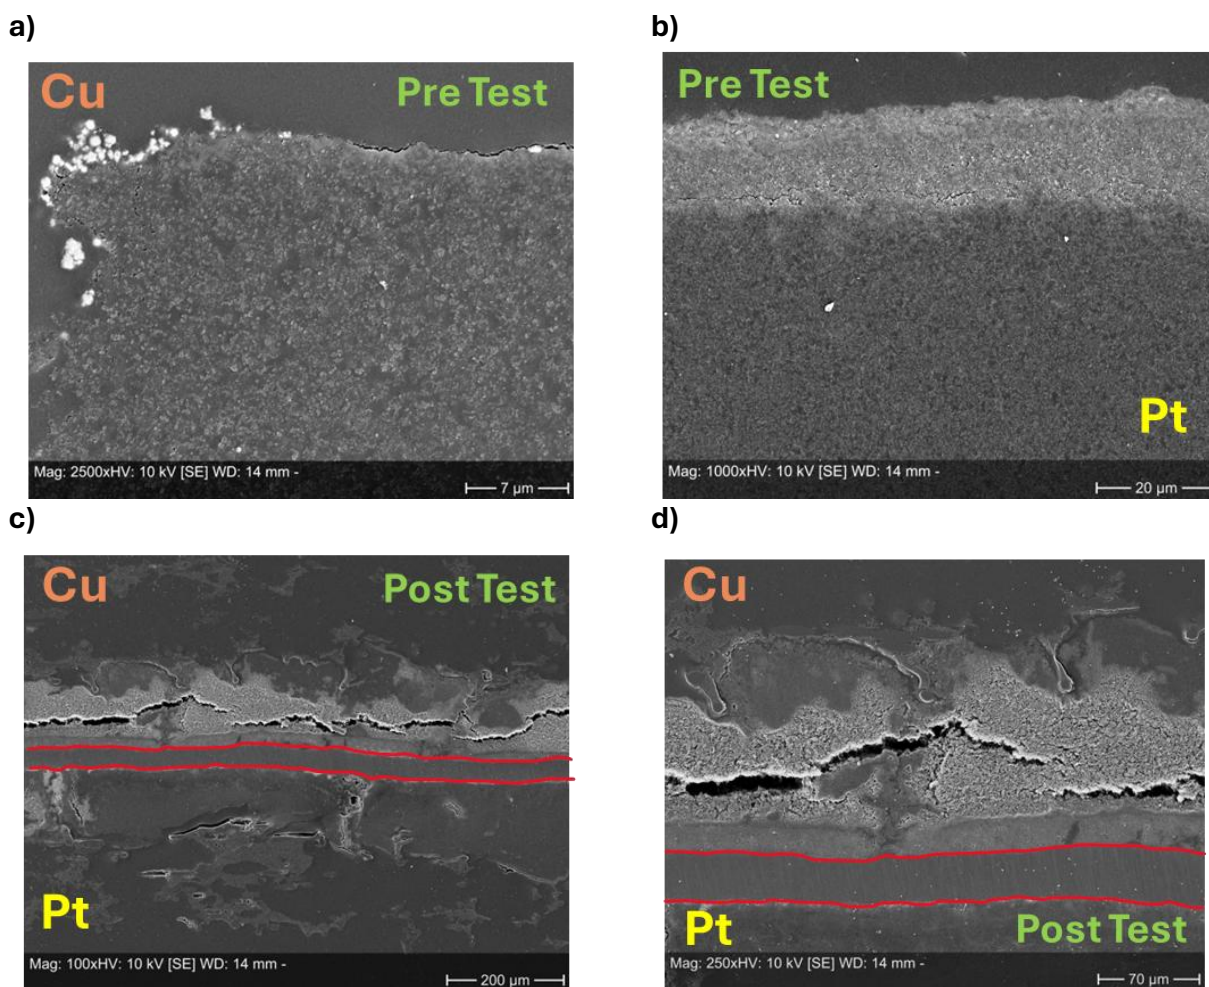 a)
b)
Cu
Pre Test
Pre Test
Pt
Mag: 2500xHV: 10 kV [SE] WD: 14 mm -
7 µm
Mag: 1000xHV: 10 kV [SE] WD: 14 mm -
20 µm
c)
d)
Cu
Post Test
Cu
Pt
Pt
Post Test
Mag: 100xHV: 10 kV [SE] WD: 14 mm -
200 µm
Mag: 250xHV: 10 kV [SE] WD: 14 mm -
70 µm